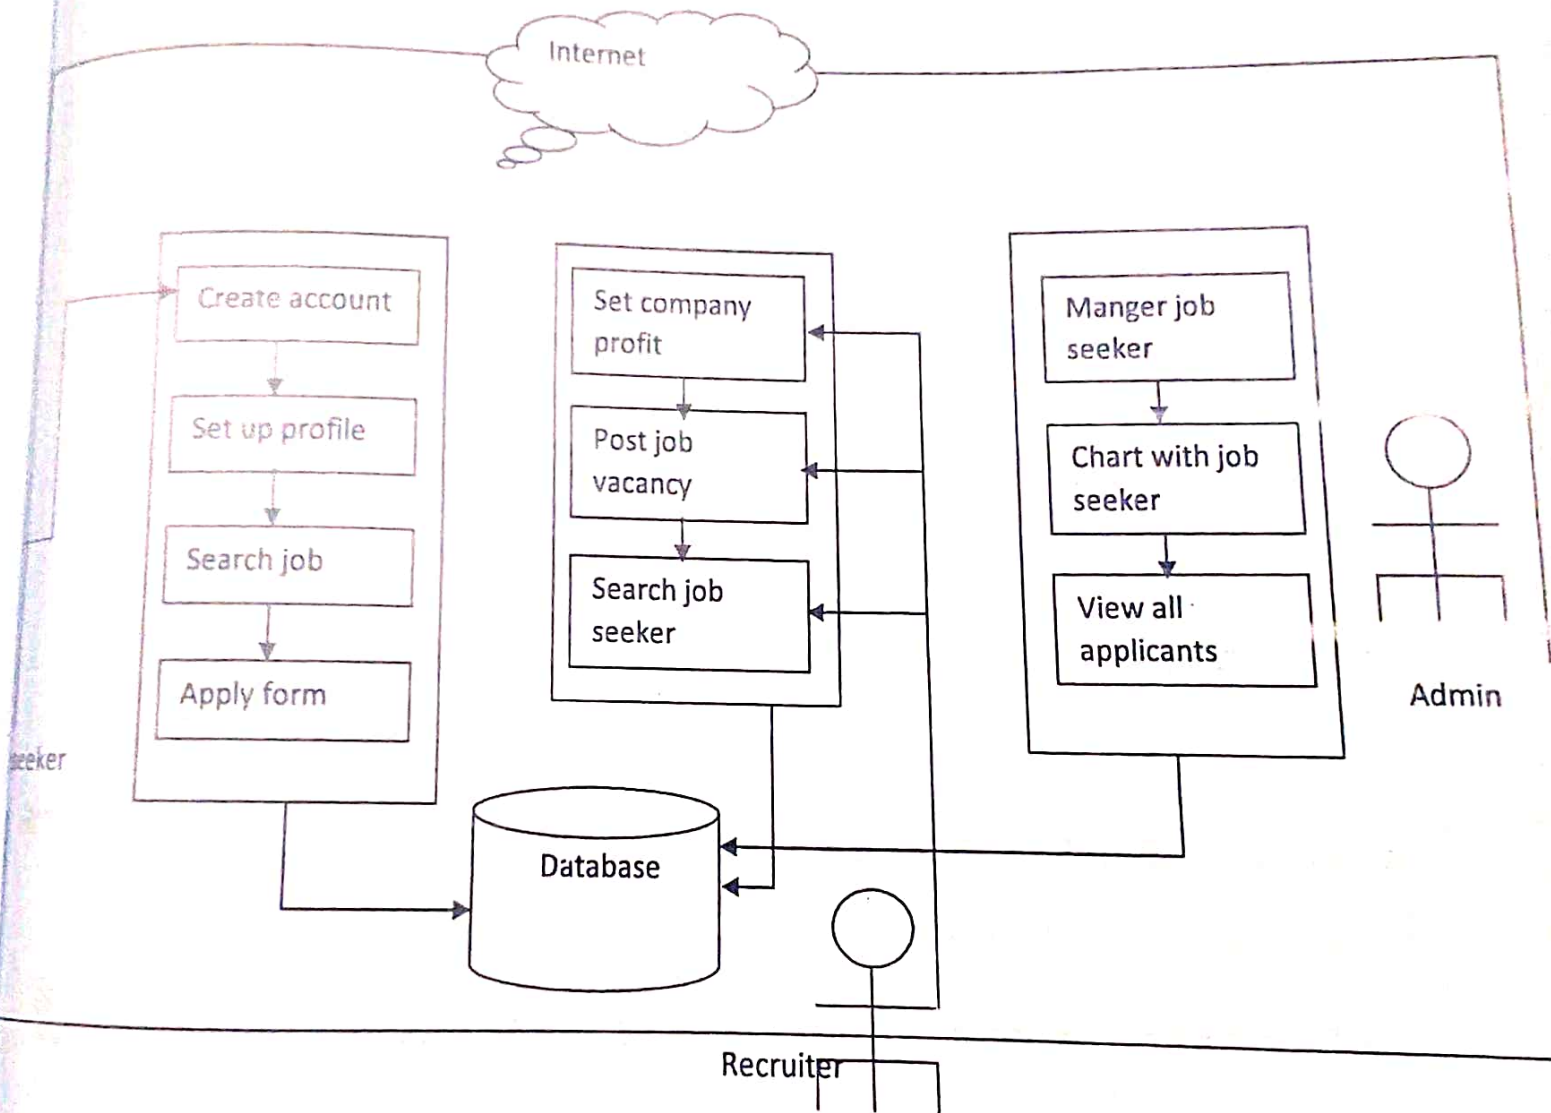 Internet
Create account
Set up profile
Search job
Apply form
Set company
profit
Post job
vacancy
Search job
seeker
Manger job
seeker
Chart with job
seeker
View all
applicants
Admin
seeker
Database
Recruiter